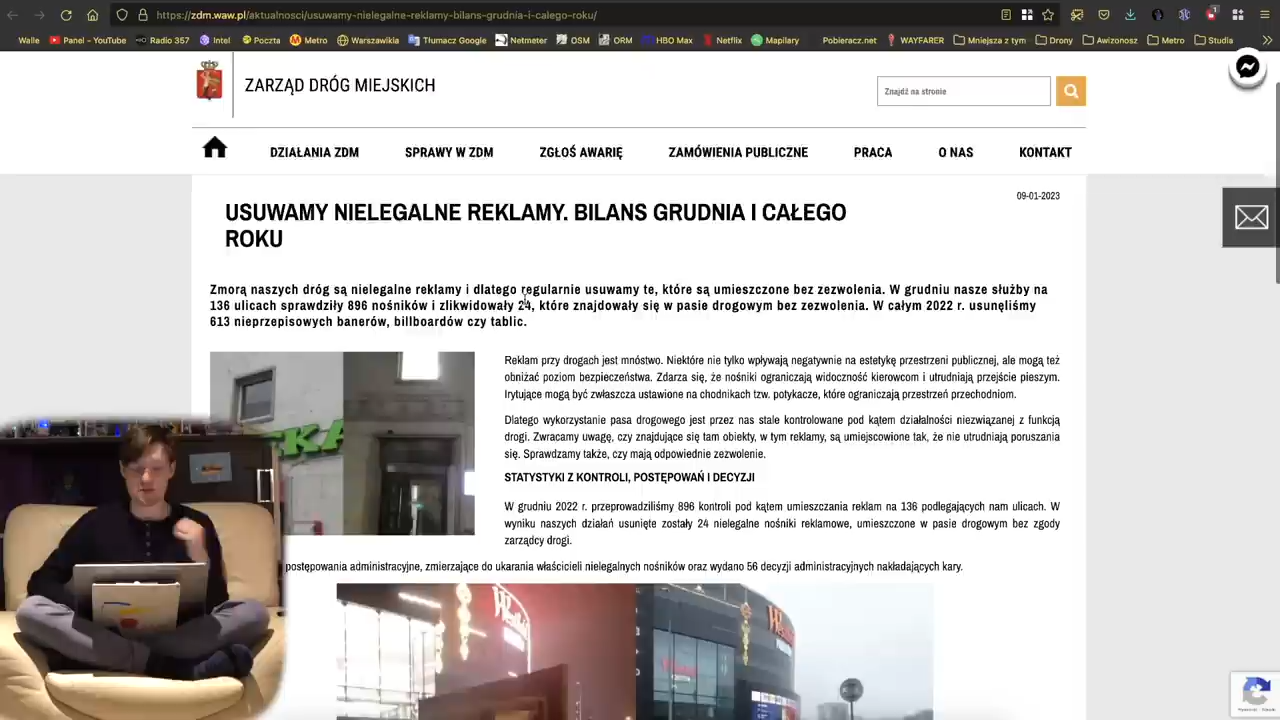 https://zdm.waw.pl/aktualnosci/usuwamy-nielegalne-reklamy-bilans-grudnia-i-calego-roku/
Walle Panel - YouTube Radio 357 Intel Poczta Metro Warszawikia Tłumacz Google Netmeter OSM ORM HBO Max Netflix Mapilary Pobieracz.net WAYFARER Mniejsza z tym Drony Awizonosz Metro Studia
ZARZĄD DRÓG MIEJSKICH
Znajdź na stronie
DZIAŁANIA ZDM SPRAWY W ZDM ZGŁOŚ AWARIĘ ZAMÓWIENIA PUBLICZNE PRACA O NAS KONTAKT
09-01-2023
USUWAMY NIELEGALNE REKLAMY. BILANS GRUDNIA I CAŁEGO
ROKU
Zmorą naszych dróg są nielegalne reklamy i dlatego regularnie usuwamy te, które są umieszczone bez zezwolenia. W grudniu nasze służby na
136 ulicach sprawdziły 896 nośników i zlikwidowały 24, które znajdowały się w pasie drogowym bez zezwolenia. W całym 2022 r. usunęliśmy
613 nieprzepisowych banerów, billboardów czy tablic.
Reklam przy drogach jest mnóstwo. Niektóre nie tylko wpływają negatywnie na estetykę przestrzeni publicznej, ale mogą też
obniżać poziom bezpieczeństwa. Zdarza się, że nośniki ograniczają widoczność kierowcom i utrudniają przejście pieszym.
Irytujące mogą być zwłaszcza ustawione na chodnikach tzw. potykacze, które ograniczają przestrzeń przechodniom.
Dlatego wykorzystanie pasa drogowego jest przez nas stale kontrolowane pod kątem działalności niezwiązanej z funkcją
drogi. Zwracamy uwagę, czy znajdujące się tam obiekty, w tym reklamy, są umiejscowione tak, że nie utrudniają poruszania
się. Sprawdzamy także, czy mają odpowiednie zezwolenie.
STATYSTYKI Z KONTROLI, POSTĘPOWAŃ I DECYZJI
W grudniu 2022 r. przeprowadziliśmy 896 kontroli pod kątem umieszczania reklam na 136 podlegających nam ulicach. W
wyniku naszych działań usunięte zostały 24 nielegalne nośniki reklamowe, umieszczone w pasie drogowym bez zgody
zarządcy drogi.
postępowania administracyjne, zmierzające do ukarania właścicieli nielegalnych nośników oraz wydano 56 decyzji administracyjnych nakładających kary.